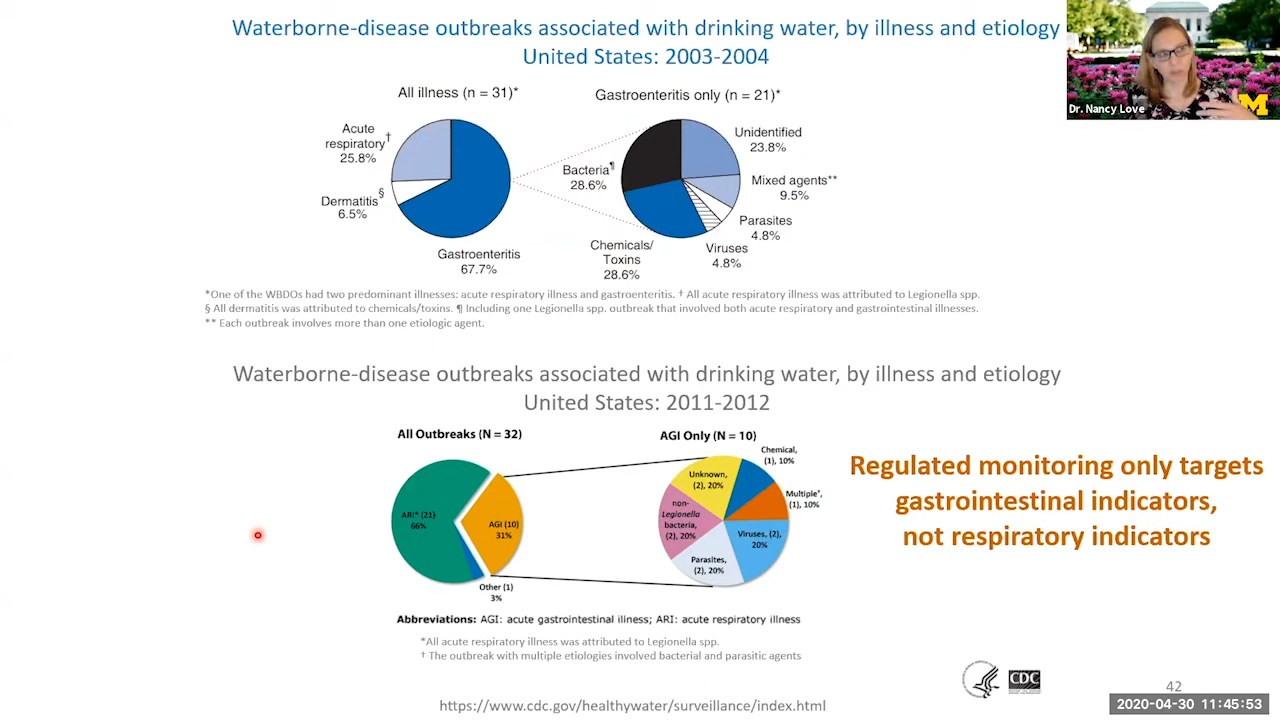 Waterborne-disease outbreaks associated with drinking water, by illness and etiology
United States: 2003-2004
Dr. Nancy Love
M
All illness (n = 31)*
Acute
respiratory†
25.8%
Dermatitis§
6.5%
Gastroenteritis
67.7%
Gastroenteritis only (n = 21)*
Unidentified
23.8%
Bacteria¶
28.6%
Mixed agents**
9.5%
Parasites
4.8%
Viruses
4.8%
Chemicals/
Toxins
28.6%
*One of the WBDOs had two predominant illnesses: acute respiratory illness and gastroenteritis. † All acute respiratory illness was attributed to Legionella spp.
§ All dermatitis was attributed to chemicals/toxins. ¶ Including one Legionella spp. outbreak that involved both acute respiratory and gastrointestinal illnesses.
** Each outbreak involves more than one etiologic agent.
Waterborne-disease outbreaks associated with drinking water, by illness and etiology
United States: 2011-2012
All Outbreaks (N = 32)
ARI* (21)
66%
AGI (10)
31%
Other (1)
3%
AGI Only (N = 10)
Chemical,
(1), 10%
Unknown,
(2), 20%
Multiple†,
(1), 10%
non-
Legionella
bacteria,
(2), 20%
Viruses, (2),
20%
Parasites,
(2), 20%
Regulated monitoring only targets
gastrointestinal indicators,
not respiratory indicators
Abbreviations: AGI: acute gastrointestinal illness; ARI: acute respiratory illness
*All acute respiratory illness was attributed to Legionella spp.
† The outbreak with multiple etiologies involved bacterial and parasitic agents
CDC
42
https://www.cdc.gov/healthywater/surveillance/index.html
2020-04-30 11:45:53